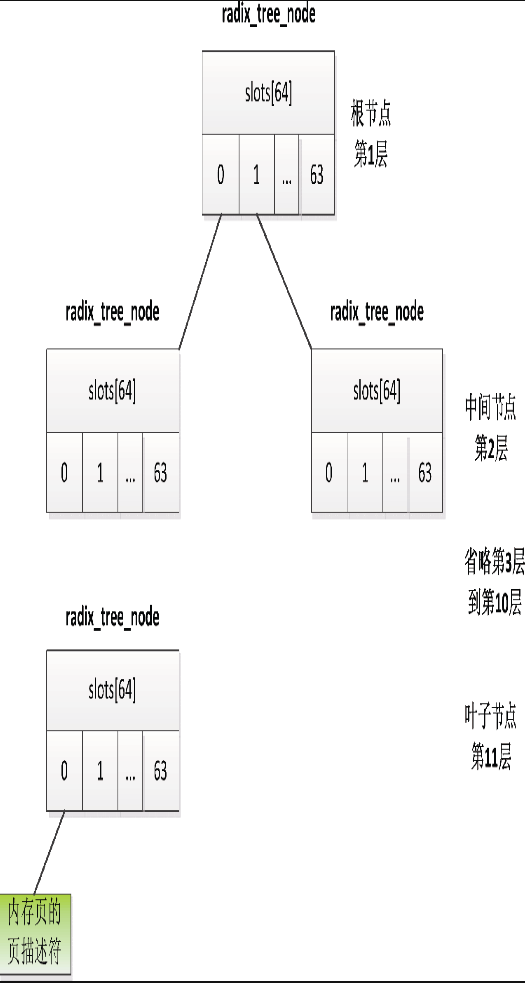 radix_tree_node
slots[64]
0 1 ... 63
根节点
第1层
radix_tree_node
radix_tree_node
slots[64]
slots[64]
0 1 ... 63
0 1 ... 63
中间节点
第2层
省略第3层
到第10层
radix_tree_node
slots[64]
0 1 ... 63
叶子节点
第11层
内存页的
页描述符